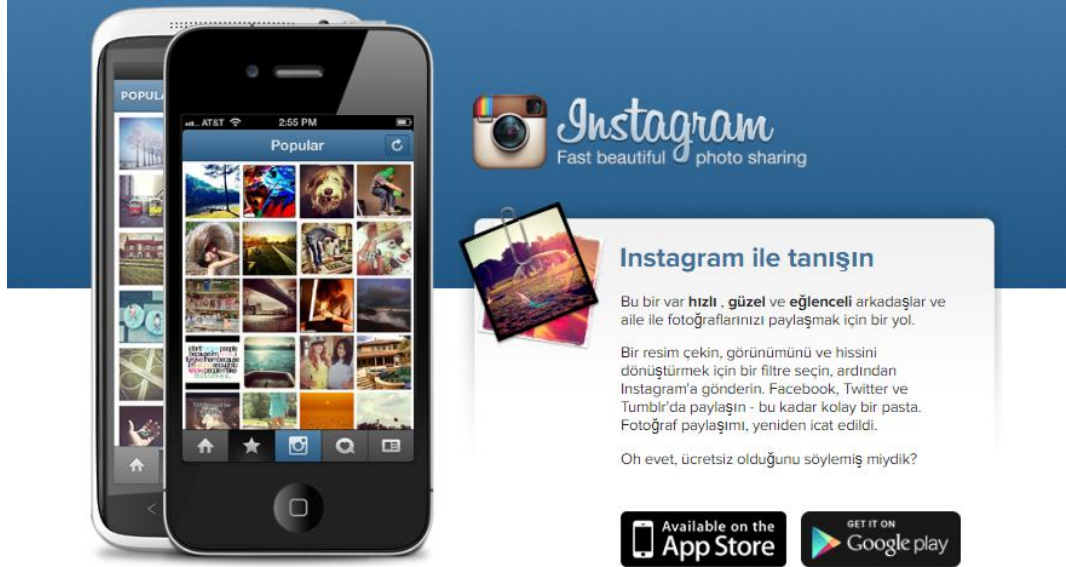 POPULA
AT&T 2:55 PM
Popular
Instagram
Fast beautiful photo sharing
Instagram ile tanışın
Bu bir var hızlı , güzel ve eğlenceli arkadaşlar ve
aile ile fotoğraflarınızı paylaşmak için bir yol.
Bir resim çekin, görünümünü ve hissini
dönüştürmek için bir filtre seçin, ardından
Instagram'a gönderin. Facebook, Twitter ve
Tumblr'da paylaşın - bu kadar kolay bir pasta.
Fotoğraf paylaşımı, yeniden icat edildi.
Oh evet, ücretsiz olduğunu söylemiş miydik?
Available on the
App Store
GET IT ON
Google play